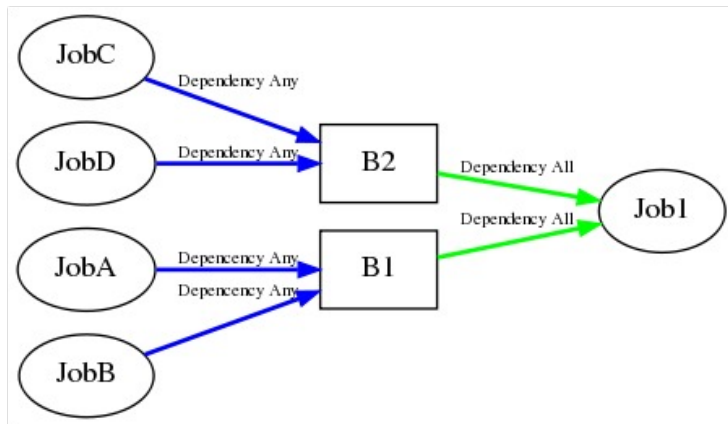 JobC
Dependency Any
JobD
Dependency Any
B2
Dependency All
Job1
Dependency All
JobA
Depencency Any
B1
Depencency Any
JobB